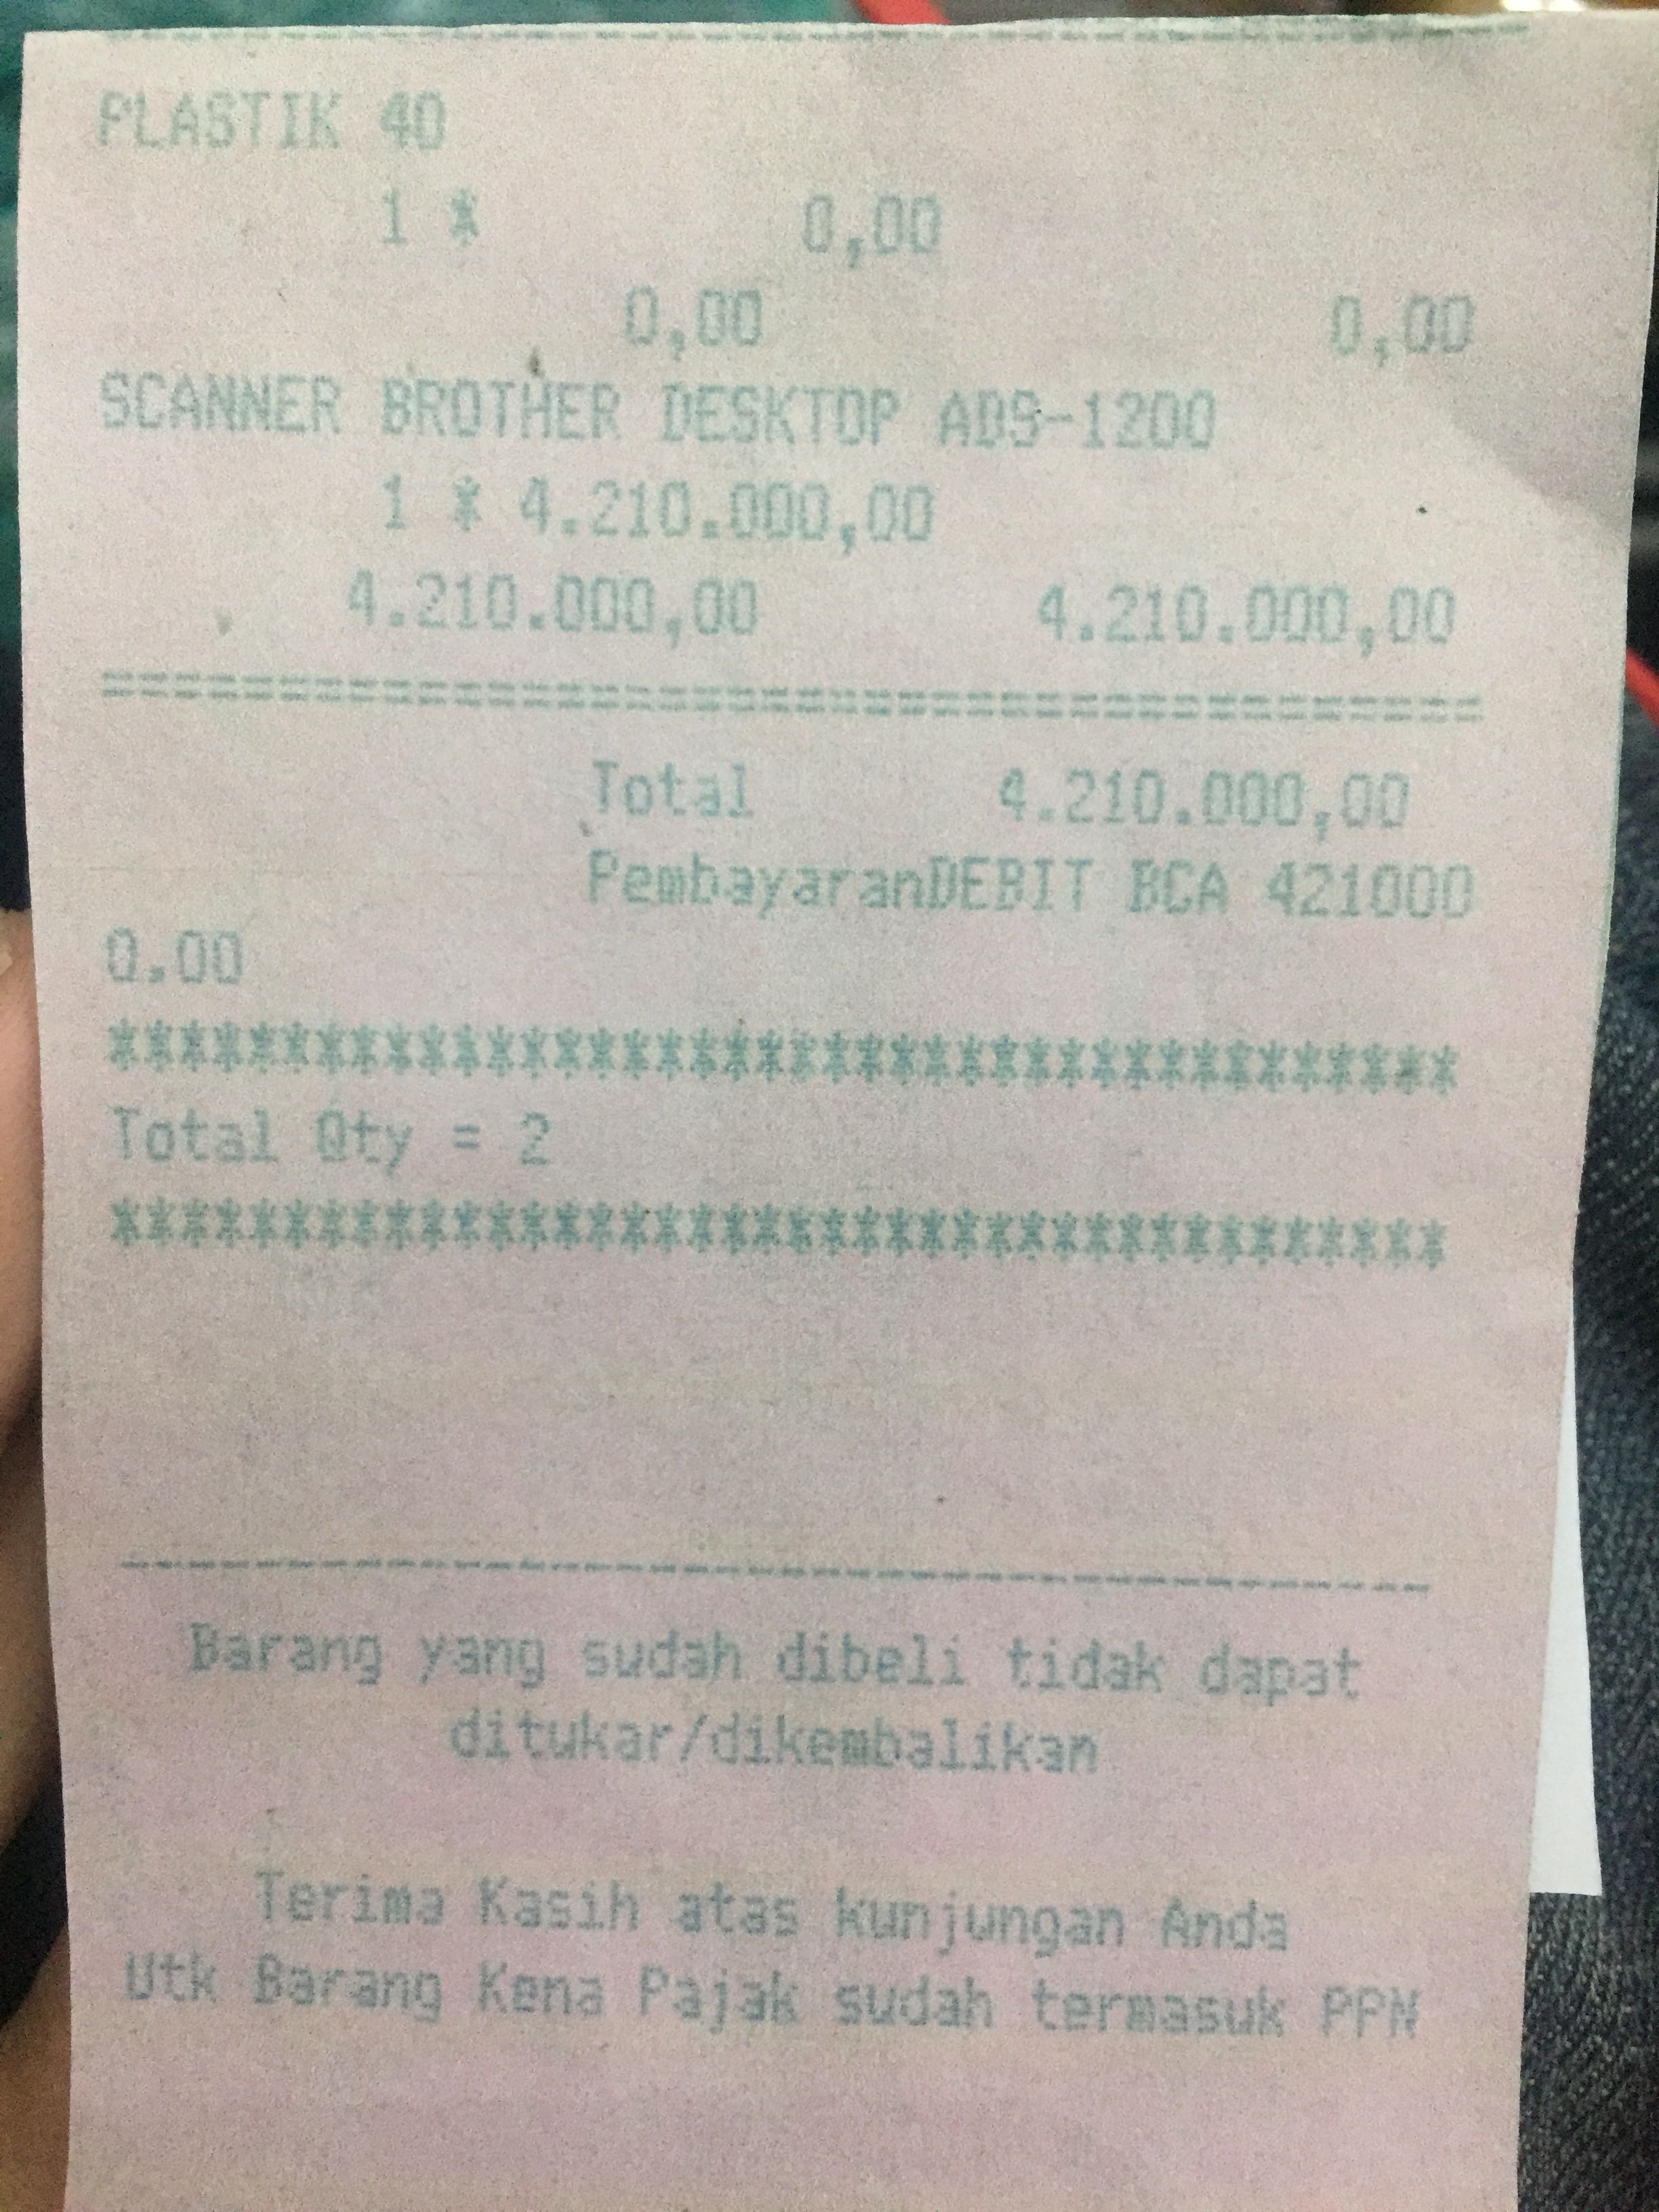 PLASTIK 40
1 * 0,00
0,00 0,00
SCANNER BROTHER DESKTOP ADS-1200
1 * 4.210.000,00
4.210.000,00 4.210.000,00
=========================================
Total 4.210.000,00
PembayaranDEBIT BCA 421000
0.00
****************************************
Total Qty = 2
****************************************
----------------------------------------
Barang yang sudah dibeli tidak dapat
ditukar/dikembalikan
Terima Kasih atas kunjungan Anda
Utk Barang Kena Pajak sudah termasuk PPN